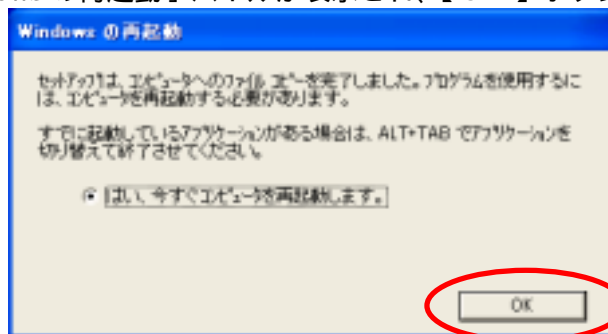 Windows の再起動
セットアップは、コンピュータへのファイル コピーを完了しました。プログラムを使用するに
は、コンピュータを再起動する必要があります。
すでに起動しているアプリケーションがある場合は、ALT+TAB でアプリケーションを
切り替えて終了させてください。
はい、今すぐコンピュータを再起動します。
OK